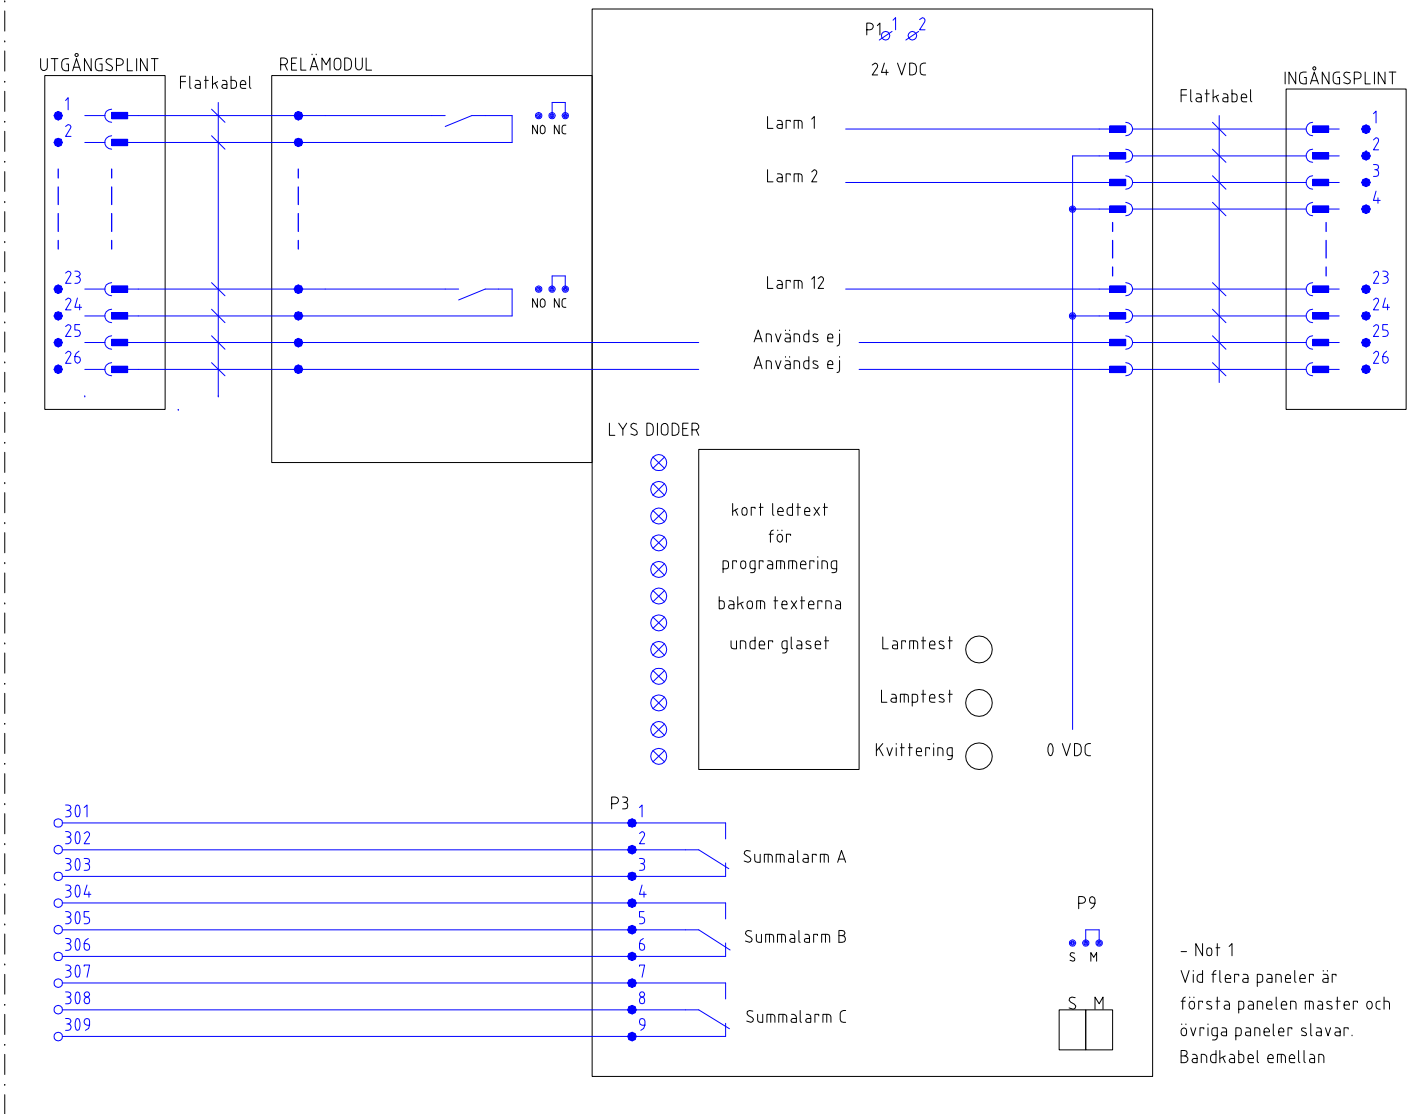 P1 1 2
24 VDC
UTGÅNGSPLINT
Flatkabel
RELÄMODUL
1
2
NO NC
23
24
25
26
NO NC
Larm 1
Larm 2
Larm 12
Används ej
Används ej
Flatkabel
INGÅNGSPLINT
1
2
3
4
23
24
25
26
LYS DIODER
kort ledtext
för
programmering
bakom texterna
under glaset
Larmtest
Lamptest
Kvittering
0 VDC
P3
301 1
302 2
303 3
Summalarm A
304 4
305 5
306 6
Summalarm B
307 7
308 8
309 9
Summalarm C
P9
S M
S M
- Not 1
Vid flera paneler är
första panelen master och
övriga paneler slavar.
Bandkabel emellan